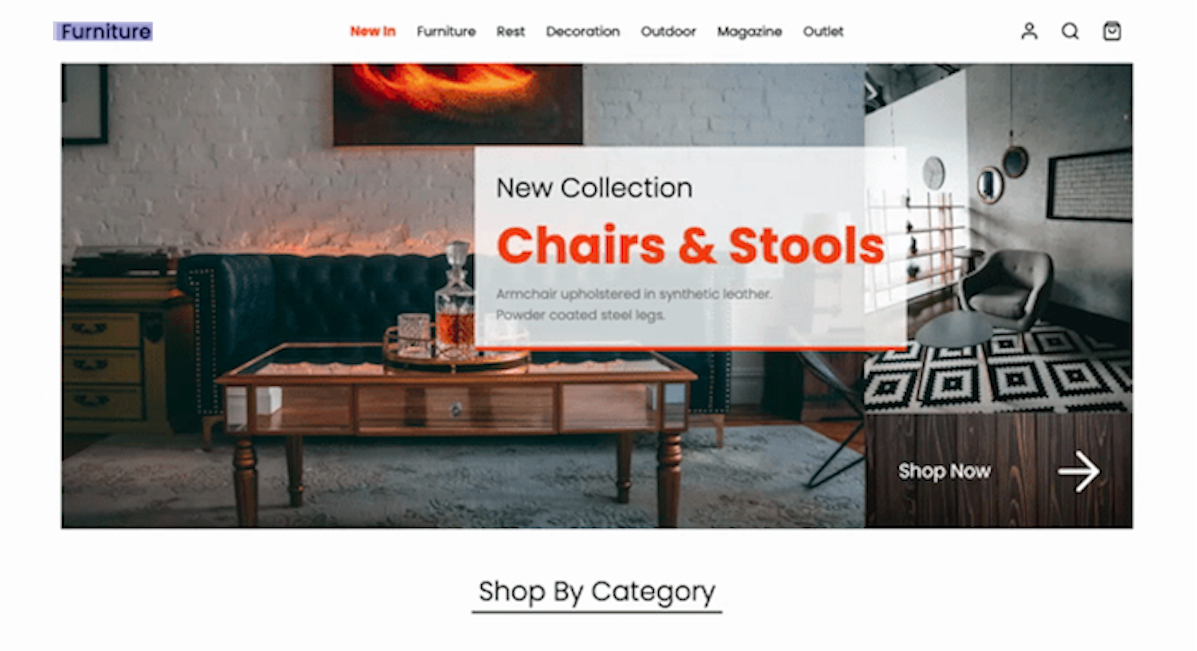 Furniture
New In Furniture Rest Decoration Outdoor Magazine Outlet
New Collection
Chairs & Stools
Armchair upholstered in synthetic leather.
Powder coated steel legs.
Shop Now
Shop By Category